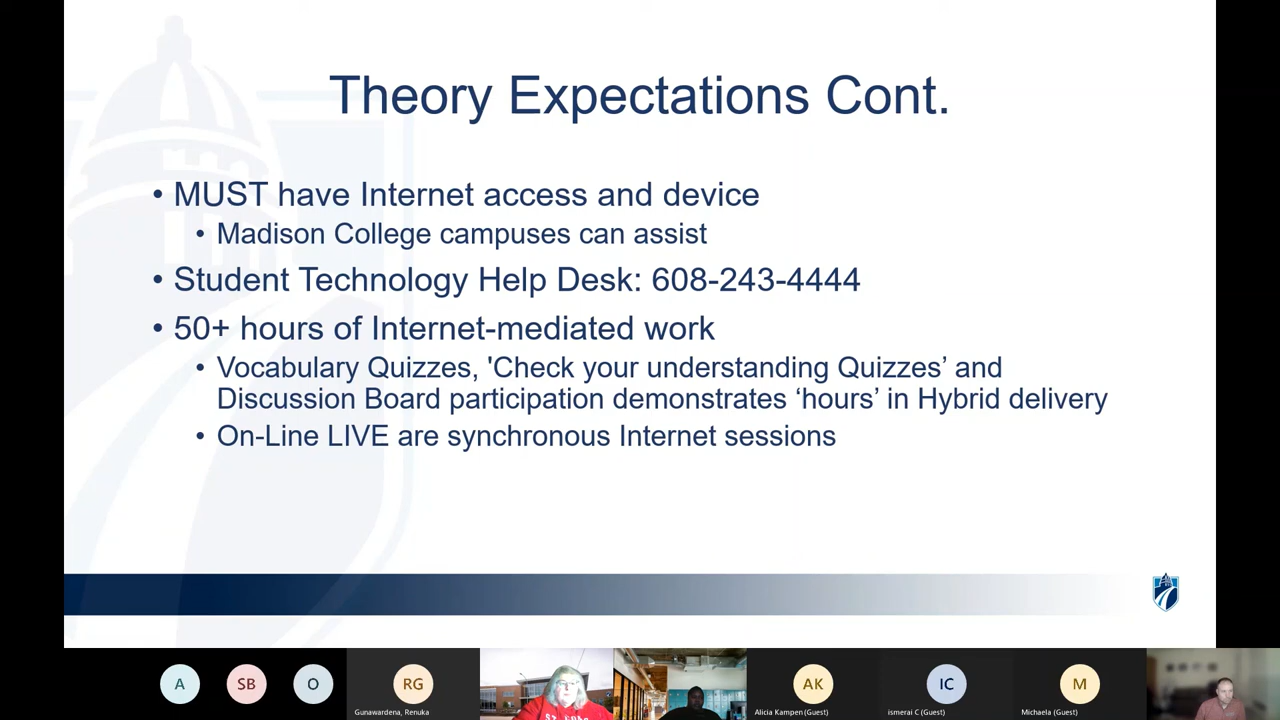 Theory Expectations Cont.
• MUST have Internet access and device
• Madison College campuses can assist
• Student Technology Help Desk: 608-243-4444
• 50+ hours of Internet-mediated work
• Vocabulary Quizzes, 'Check your understanding Quizzes’ and
Discussion Board participation demonstrates ‘hours’ in Hybrid delivery
• On-Line LIVE are synchronous Internet sessions
A
SB
O
RG
Gunawardena, Renuka
AK
Alicia Kampen (Guest)
IC
ismerai C (Guest)
M
Michaela (Guest)